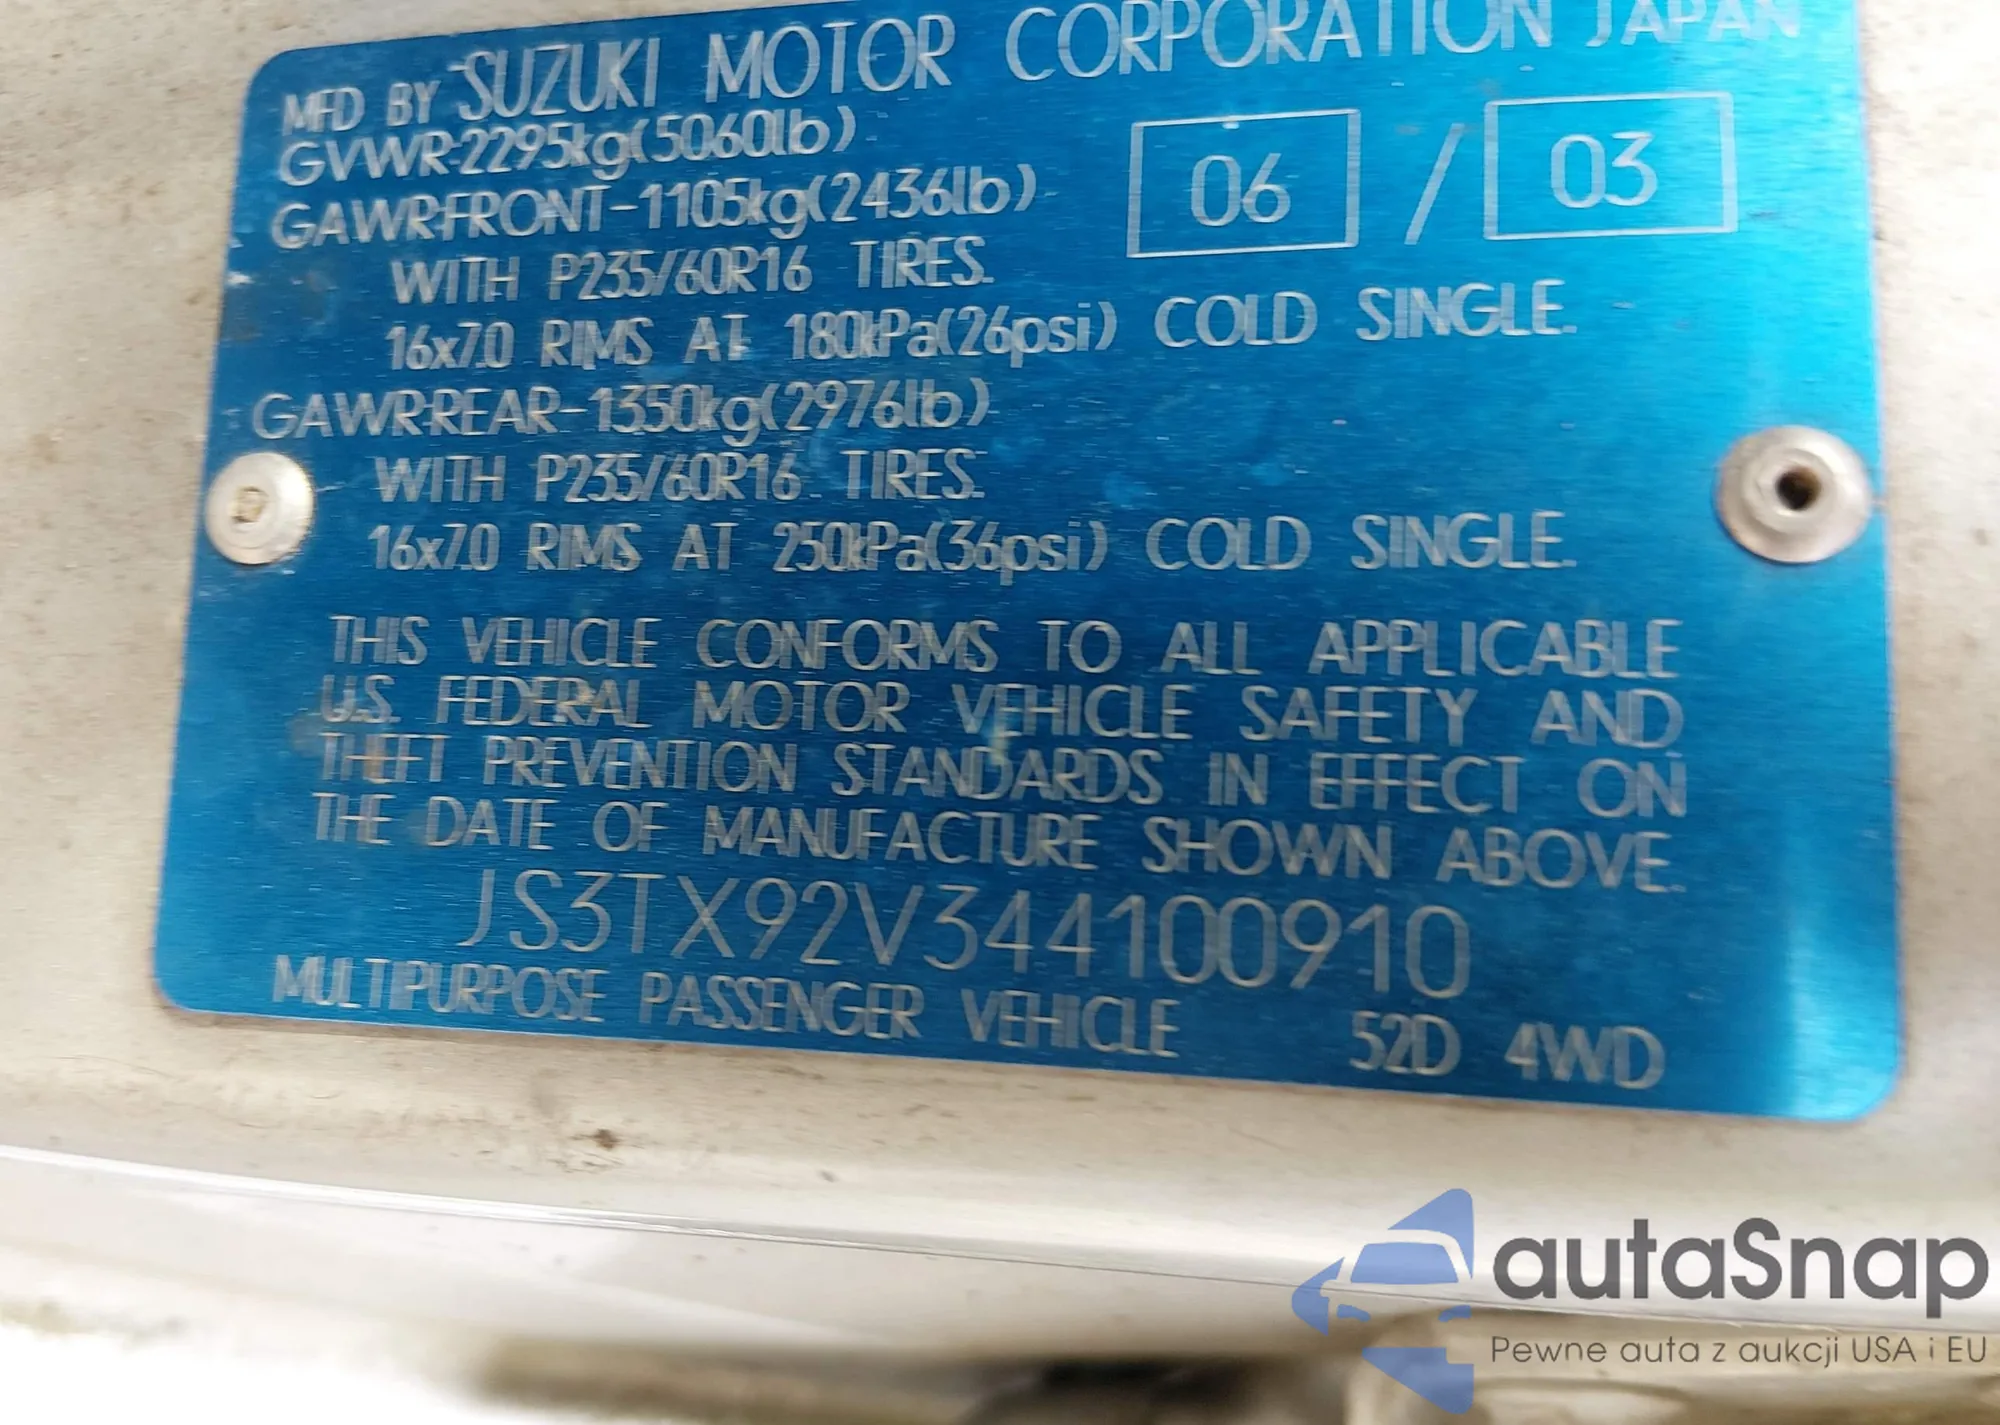 MFD BY SUZUKI MOTOR CORPORATION JAPAN
GVWR-2295kg(5060lb)
06 / 03
GAWR-FRONT-1105kg(2436lb)
WITH P235/60R16 TIRES.
16x7.0 RIMS AT 180kPa(26psi) COLD SINGLE.
GAWR-REAR-1350kg(2976lb)
WITH P235/60R16 TIRES.
16x7.0 RIMS AT 250kPa(36psi) COLD SINGLE.
THIS VEHICLE CONFORMS TO ALL APPLICABLE
U.S. FEDERAL MOTOR VEHICLE SAFETY AND
THEFT PREVENTION STANDARDS IN EFFECT ON
THE DATE OF MANUFACTURE SHOWN ABOVE.
JS3TX92V344100910
MULTIPURPOSE PASSENGER VEHICLE 52D 4WD
autaSnap
Pewne auta z aukcji USA i EU